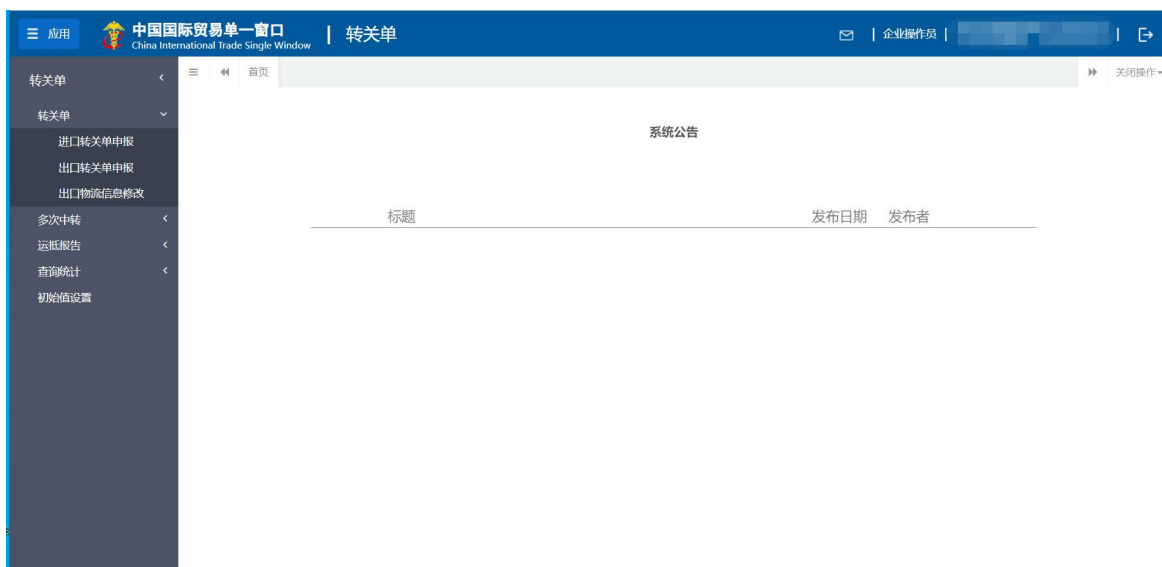 应用
中国国际贸易单一窗口
China International Trade Single Window
| 转关单
| 企业操作员 |
|
转关单
首页
关闭操作
转关单
进口转关单申报
出口转关单申报
出口物流信息修改
多次中转
运抵报告
查询统计
初始值设置
系统公告
标题 发布日期 发布者